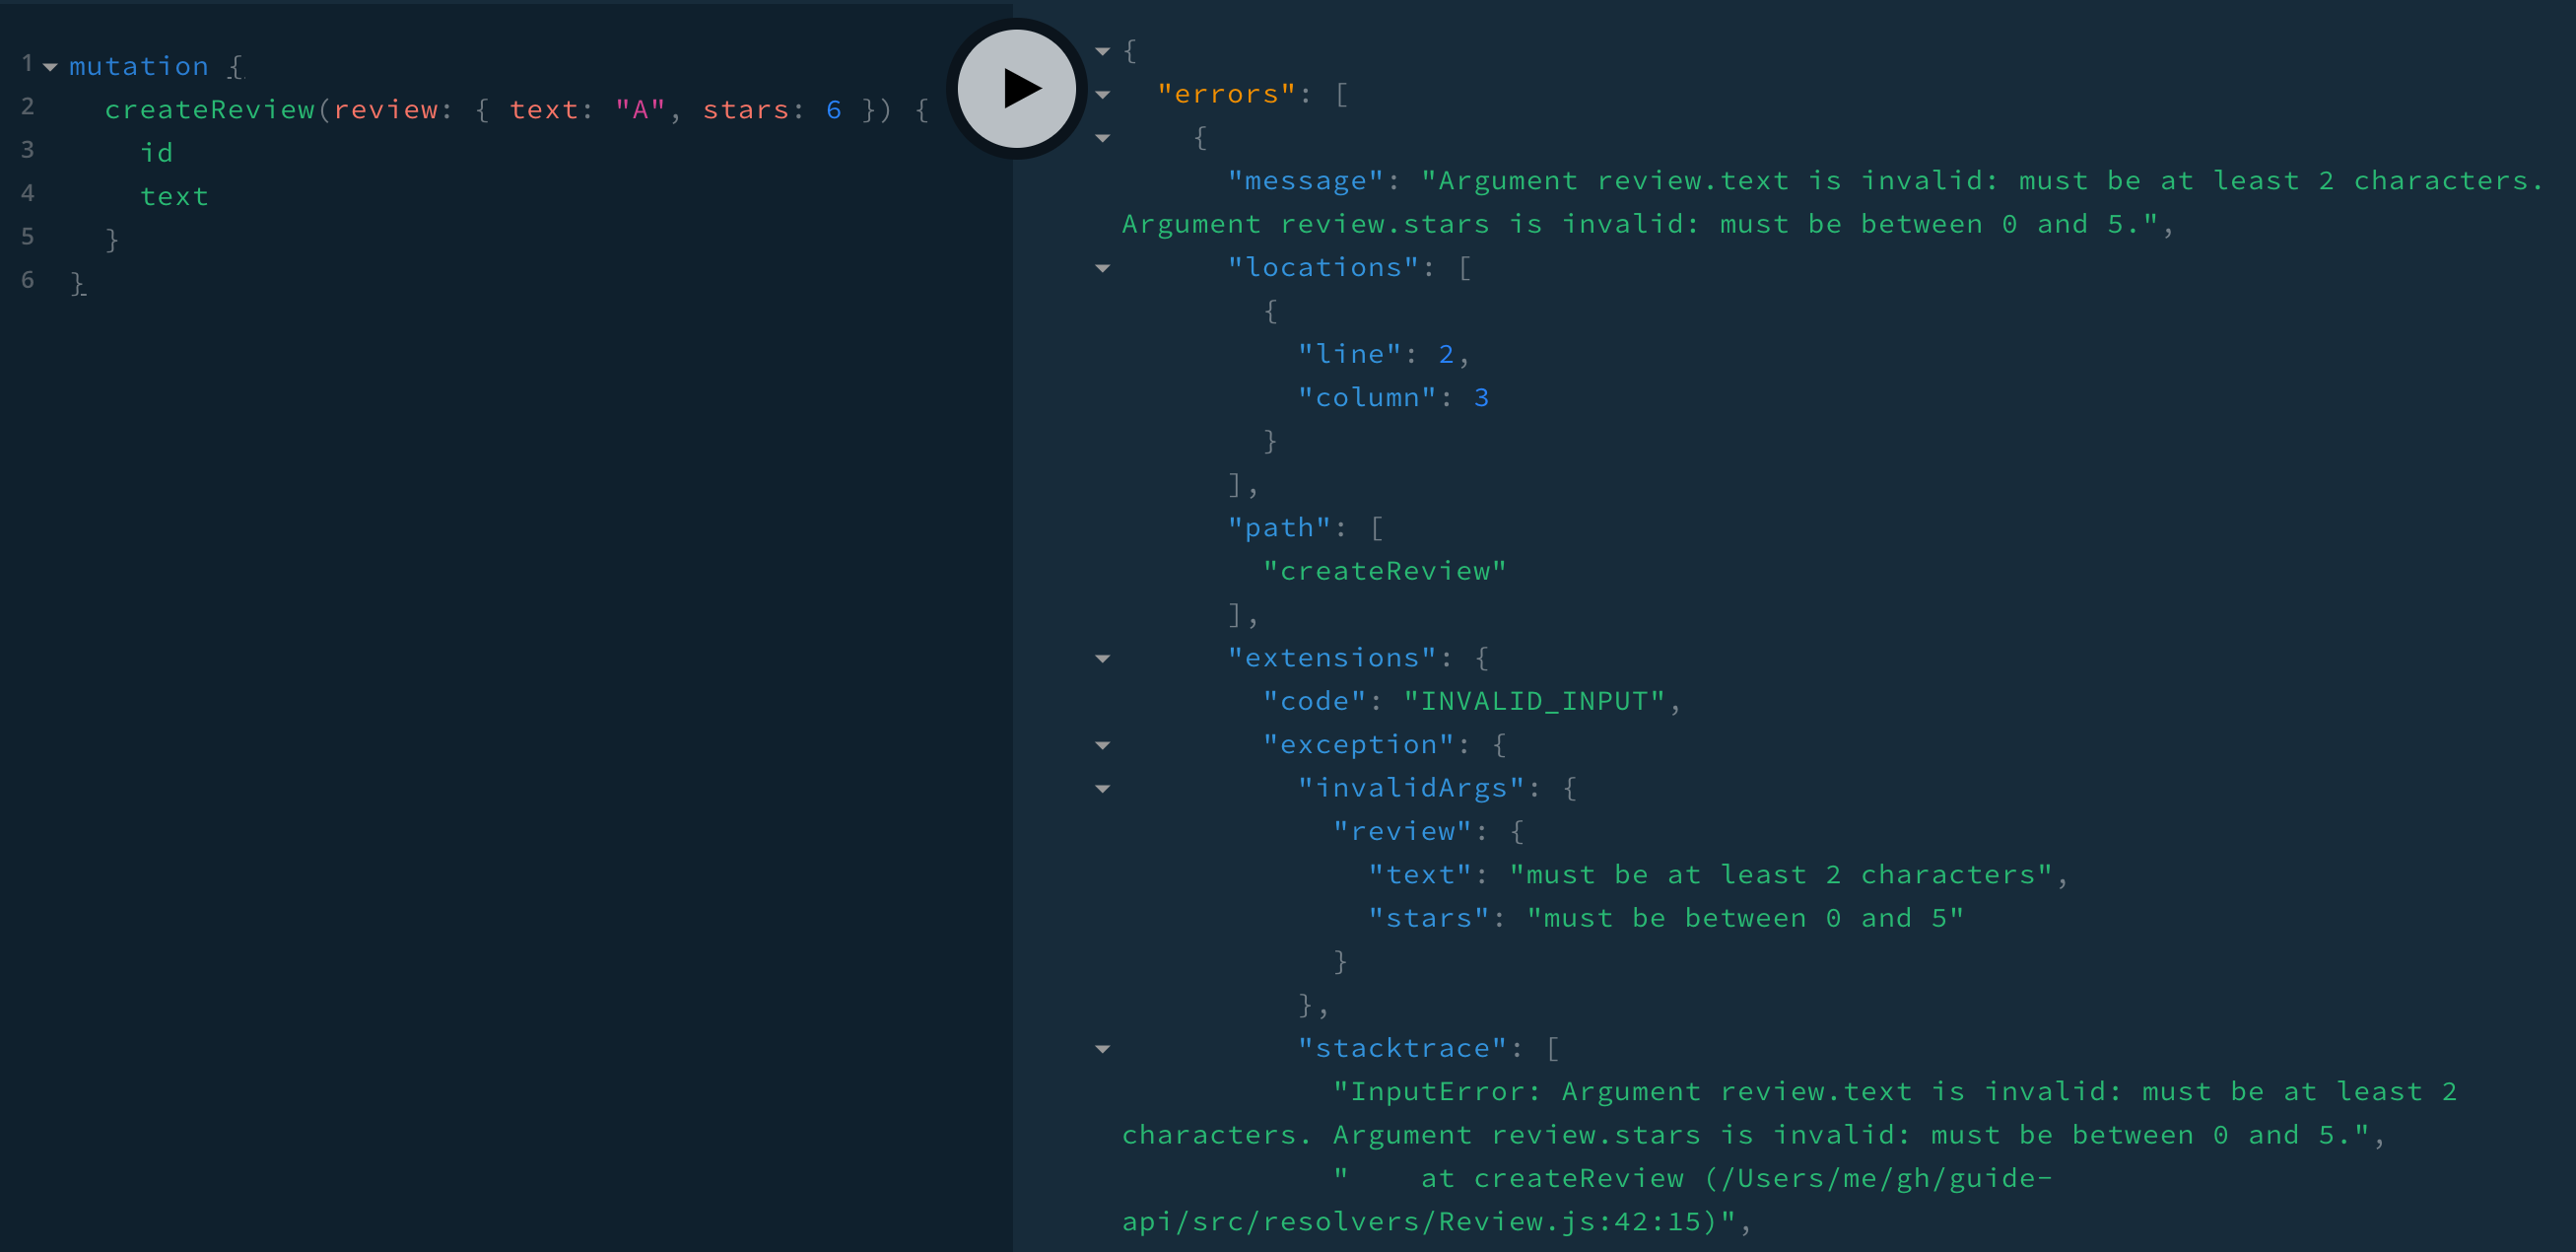 1 mutation {
2 createReview(review: { text: "A", stars: 6 }) {
3 id
4 text
5 }
6 }
{
"errors": [
{
"message": "Argument review.text is invalid: must be at least 2 characters.
Argument review.stars is invalid: must be between 0 and 5.",
"locations": [
{
"line": 2,
"column": 3
}
],
"path": [
"createReview"
],
"extensions": {
"code": "INVALID_INPUT",
"exception": {
"invalidArgs": {
"review": {
"text": "must be at least 2 characters",
"stars": "must be between 0 and 5"
}
},
"stacktrace": [
"InputError: Argument review.text is invalid: must be at least 2
characters. Argument review.stars is invalid: must be between 0 and 5.",
"    at createReview (/Users/me/gh/guide-
api/src/resolvers/Review.js:42:15)",